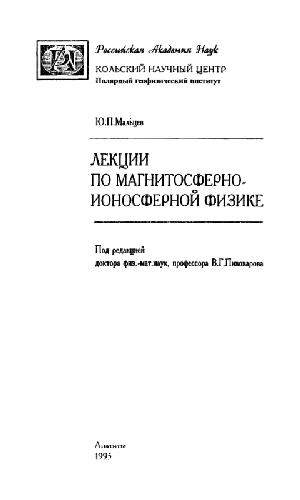 Российская Академия Наук
КОЛЬСКИЙ НАУЧНЫЙ ЦЕНТР
Полярный геофизический институт
Ю.П.Мальцев
ЛЕКЦИИ
ПО МАГНИТОСФЕРНО-
ИОНОСФЕРНОЙ ФИЗИКЕ
Под редакцией
доктора физ.-мат.наук, профессора В.Г.Пивоварова
Апатиты
1995